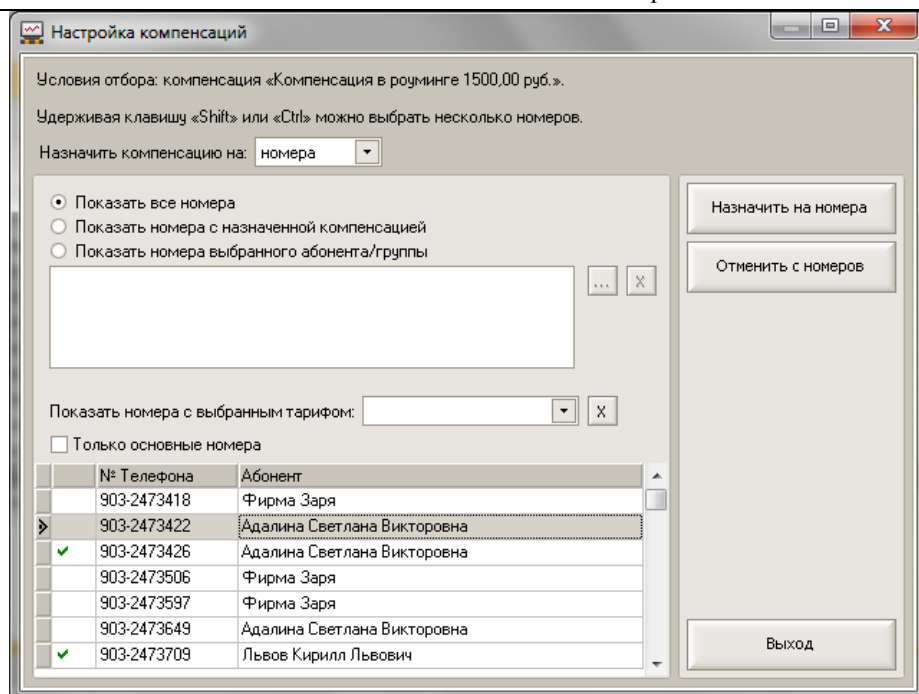 Настройка компенсаций
Условия отбора: компенсация «Компенсация в роуминге 1500,00 руб.».
Удерживая клавишу «Shift» или «Ctrl» можно выбрать несколько номеров.
Назначить компенсацию на: номера
Показать все номера
Показать номера с назначенной компенсацией
Показать номера выбранного абонента/группы
... X
Показать номера с выбранным тарифом: X
Только основные номера
№ Телефона Абонент
903-2473418 Фирма Заря
903-2473422 Адалина Светлана Викторовна
903-2473426 Адалина Светлана Викторовна
903-2473506 Фирма Заря
903-2473597 Фирма Заря
903-2473649 Адалина Светлана Викторовна
903-2473709 Львов Кирилл Львович
Назначить на номера
Отменить с номеров
Выход